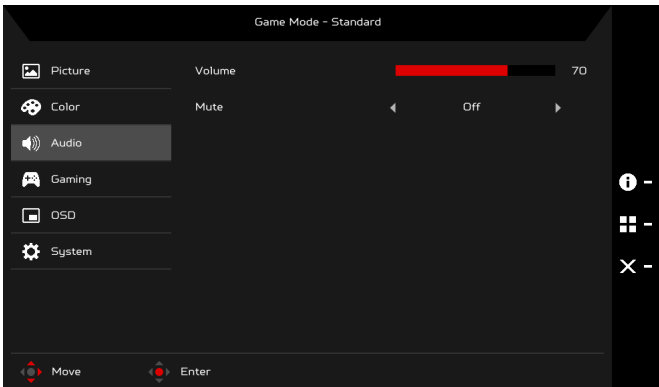 Game Mode - Standard
Picture
Volume 70
Color
Mute Off
Audio
Gaming
OSD
System
Move Enter